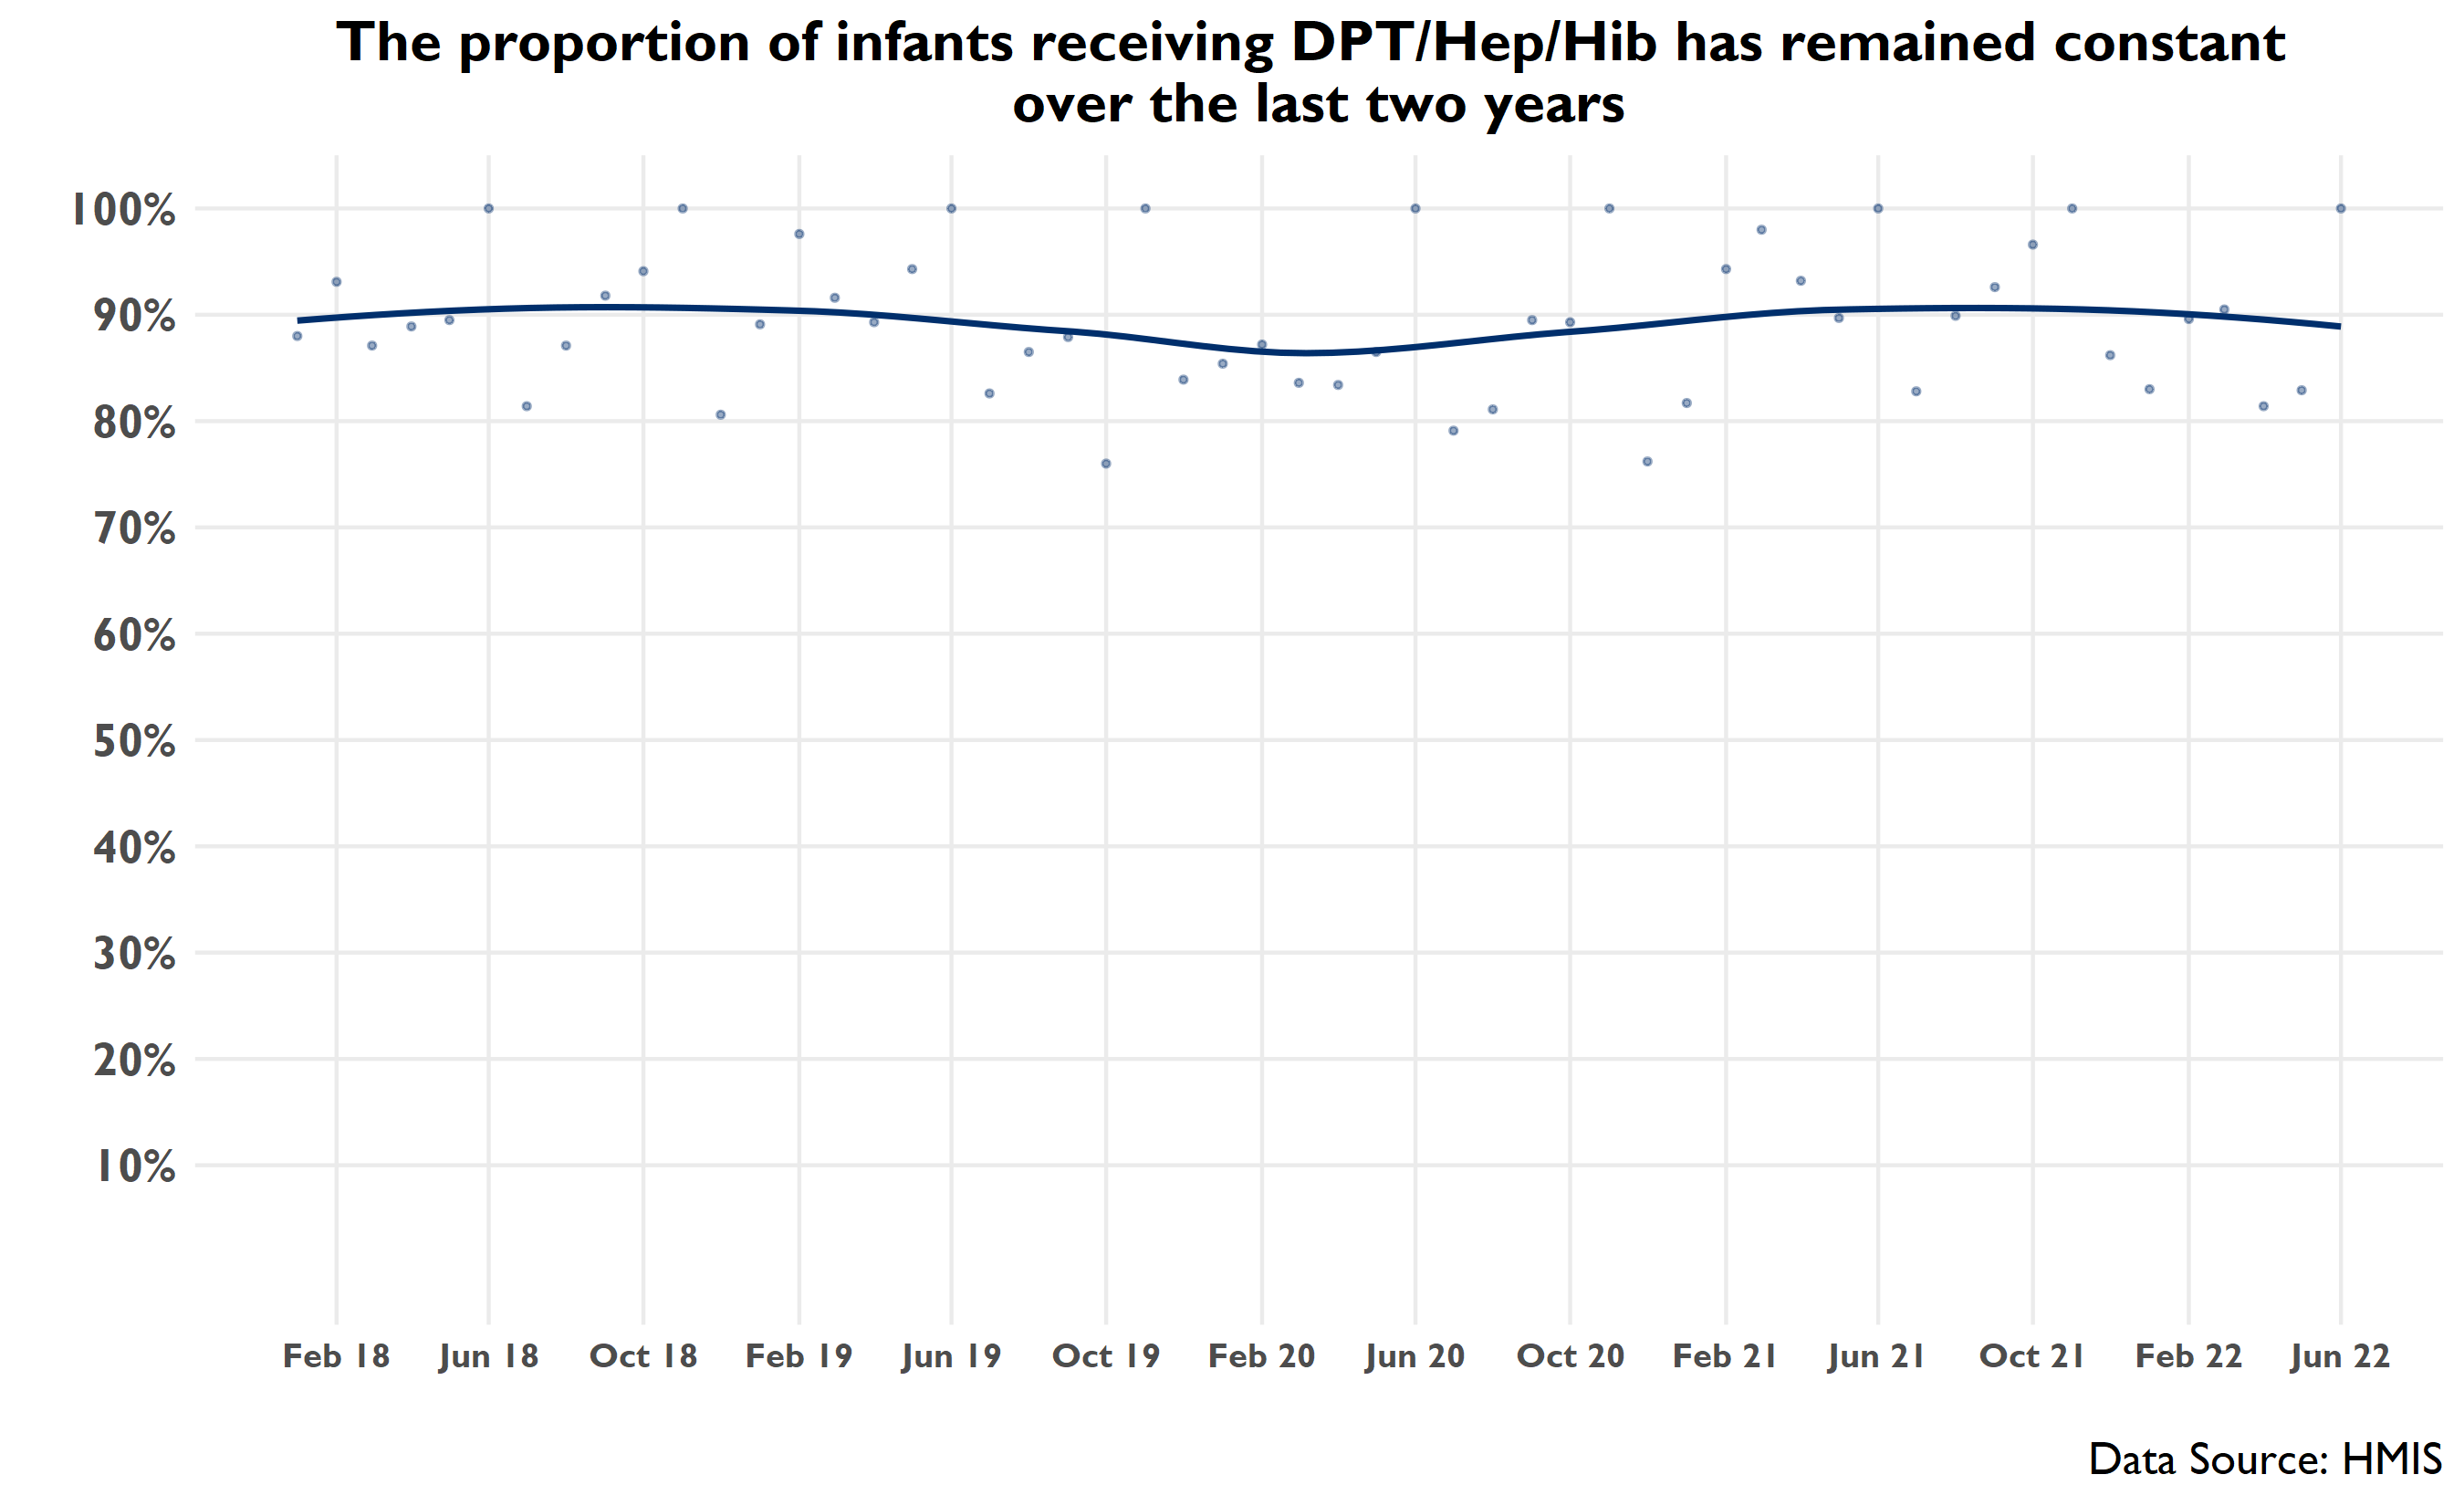 The proportion of infants receiving DPT/Hep/Hib has remained constant
over the last two years
100%
90%
80%
70%
60%
50%
40%
30%
20%
10%
Feb 18 Jun 18 Oct 18 Feb 19 Jun 19 Oct 19 Feb 20 Jun 20 Oct 20 Feb 21 Jun 21 Oct 21 Feb 22 Jun 22
Data Source: HMIS